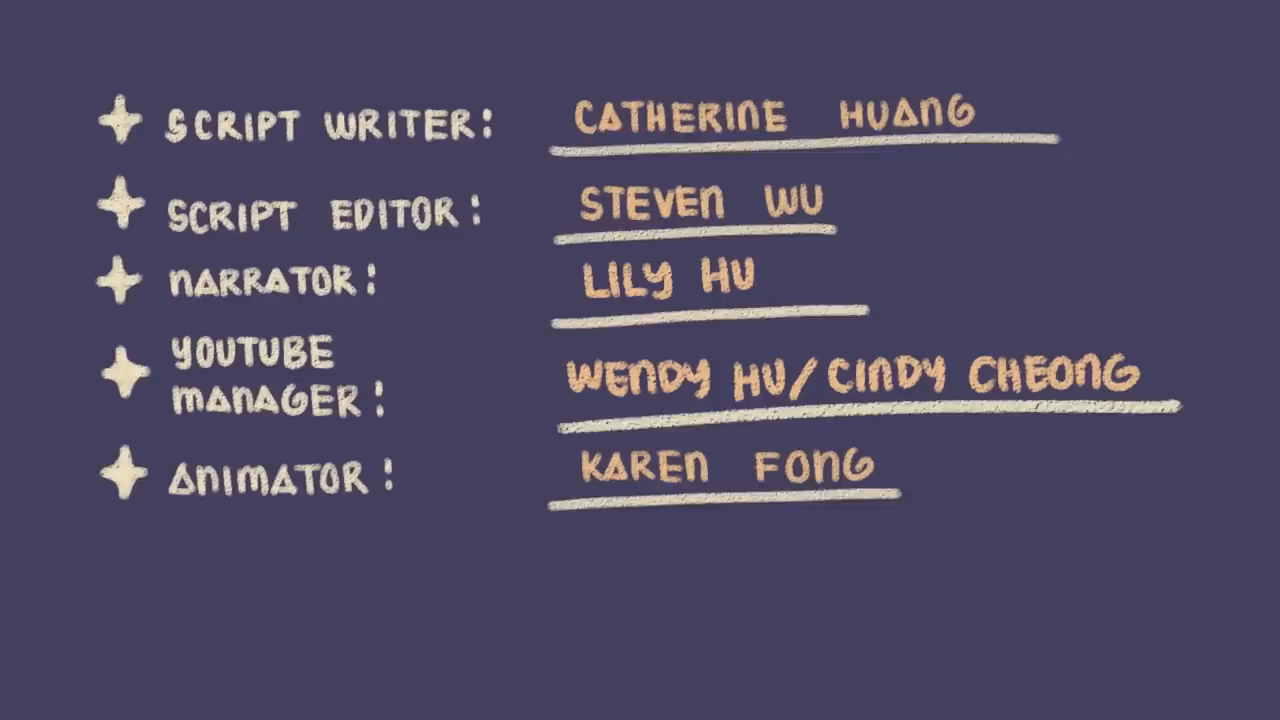 SCRIPT WRITER: CATHERINE HUANG
SCRIPT EDITOR: STEVEN WU
NARRATOR: LILY HU
YOUTUBE
MANAGER: WENDY HU/CINDY CHEONG
ANIMATOR: KAREN FONG